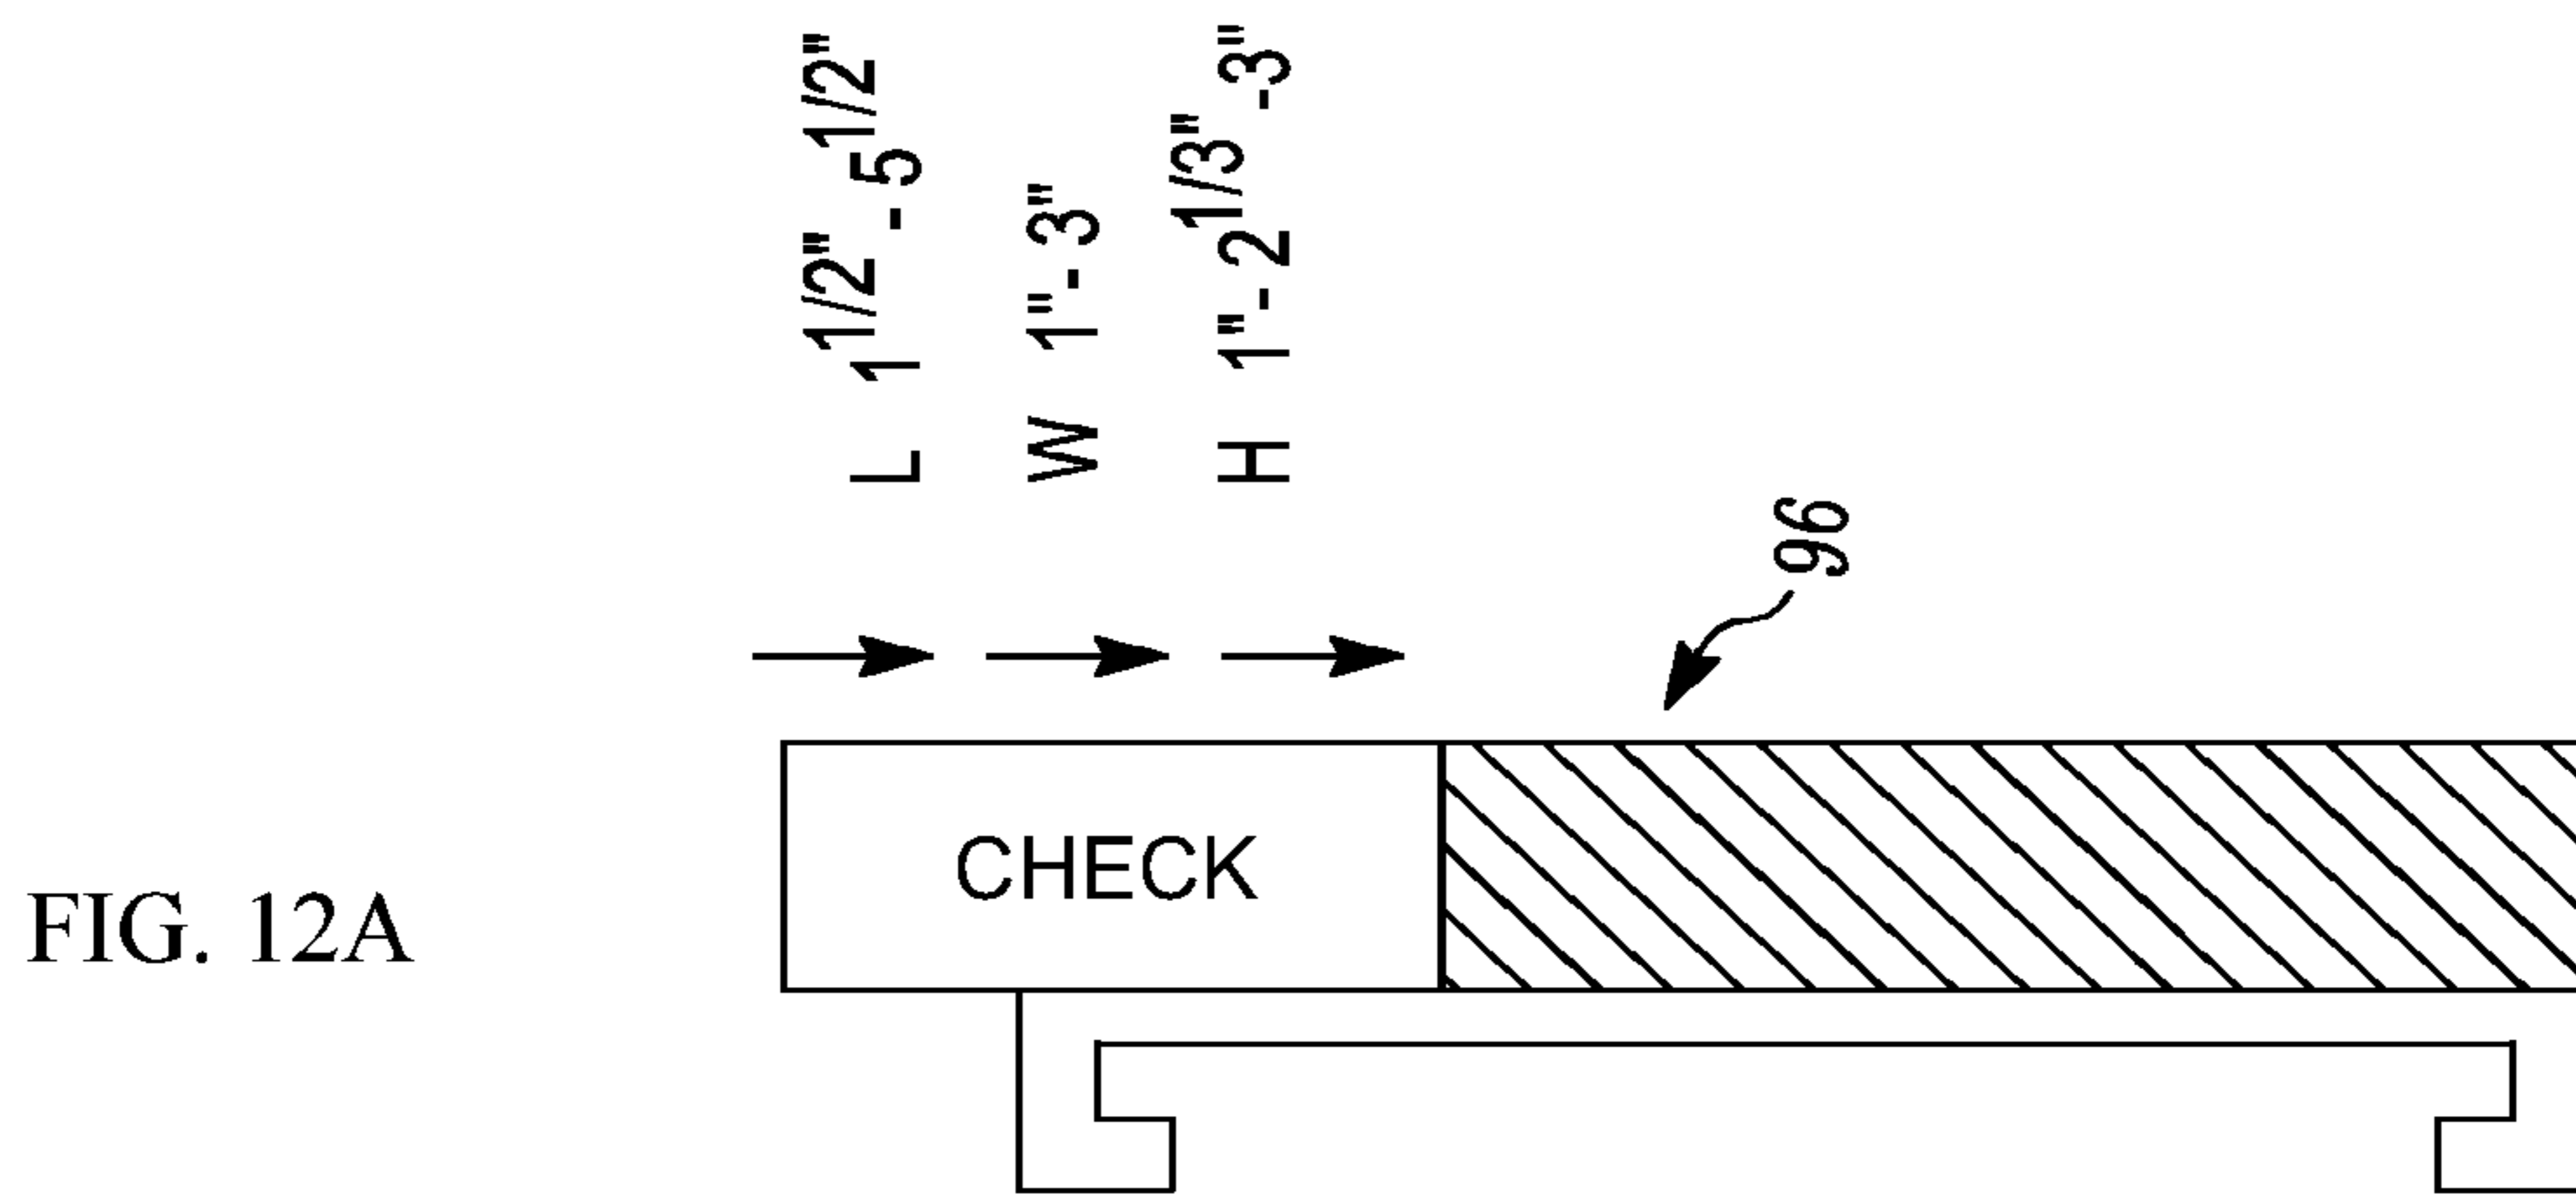 L 1 1/2" - 5 1/2"
W 1"- 3"
H 1"- 2 1/3" -3"
96
CHECK
FIG. 12A